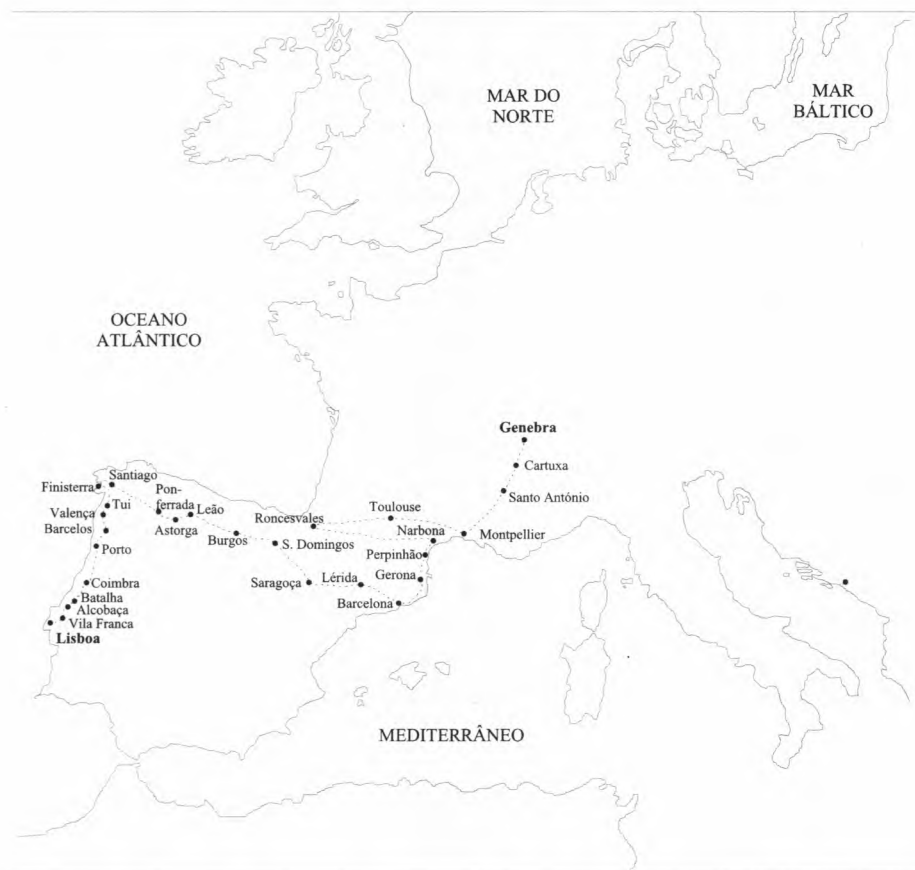 MAR DO
NORTE
MAR
BÁLTICO
OCEANO
ATLÂNTICO
Genebra
Cartuxa
Santo António
Santiago
Finisterra
Pon-
ferrada
Tui
Leão
Valença
Toulouse
Roncesvales
Barcelos
Astorga
Burgos
Narbona
Montpellier
S. Domingos
Porto
Perpinhão
Gerona
Saragoça
Lérida
Coimbra
Barcelona
Batalha
Alcobaça
Vila Franca
Lisboa
MEDITERRÂNEO